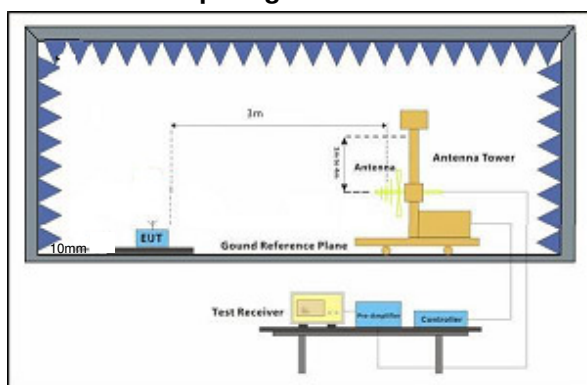 3m
Antenna
Antenna Tower
EUT
10mm
Gound Reference Plane
Test Receiver
Pre-Amplifier
Controller